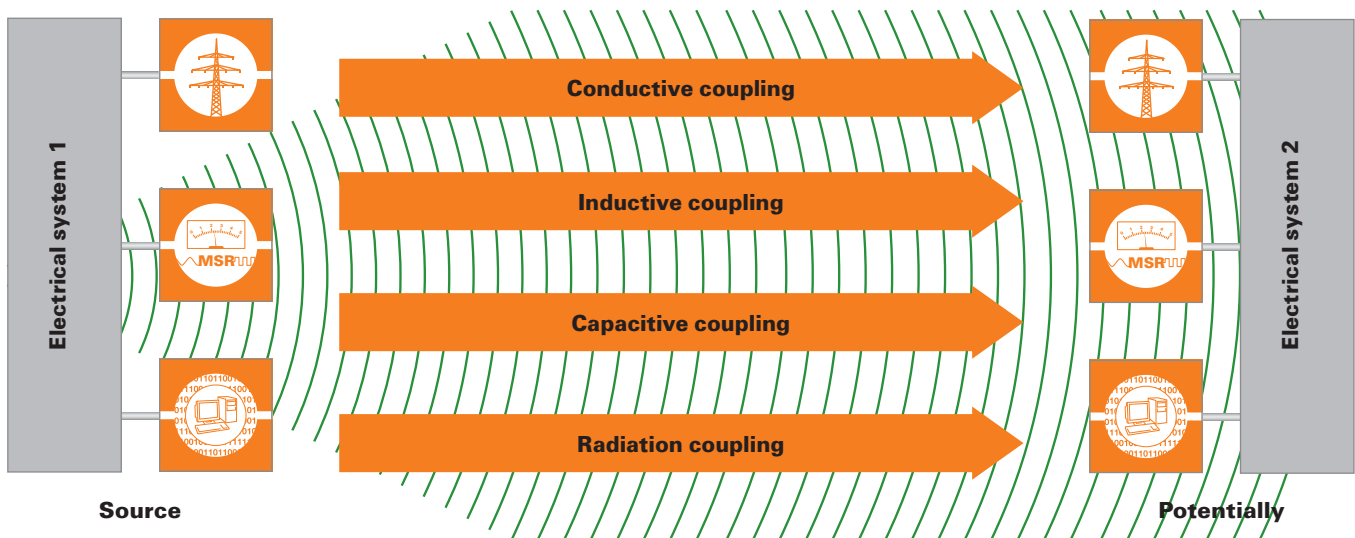 Electrical system 1
MSR
Source
Conductive coupling
Inductive coupling
Capacitive coupling
Radiation coupling
MSR
Electrical system 2
Potentially